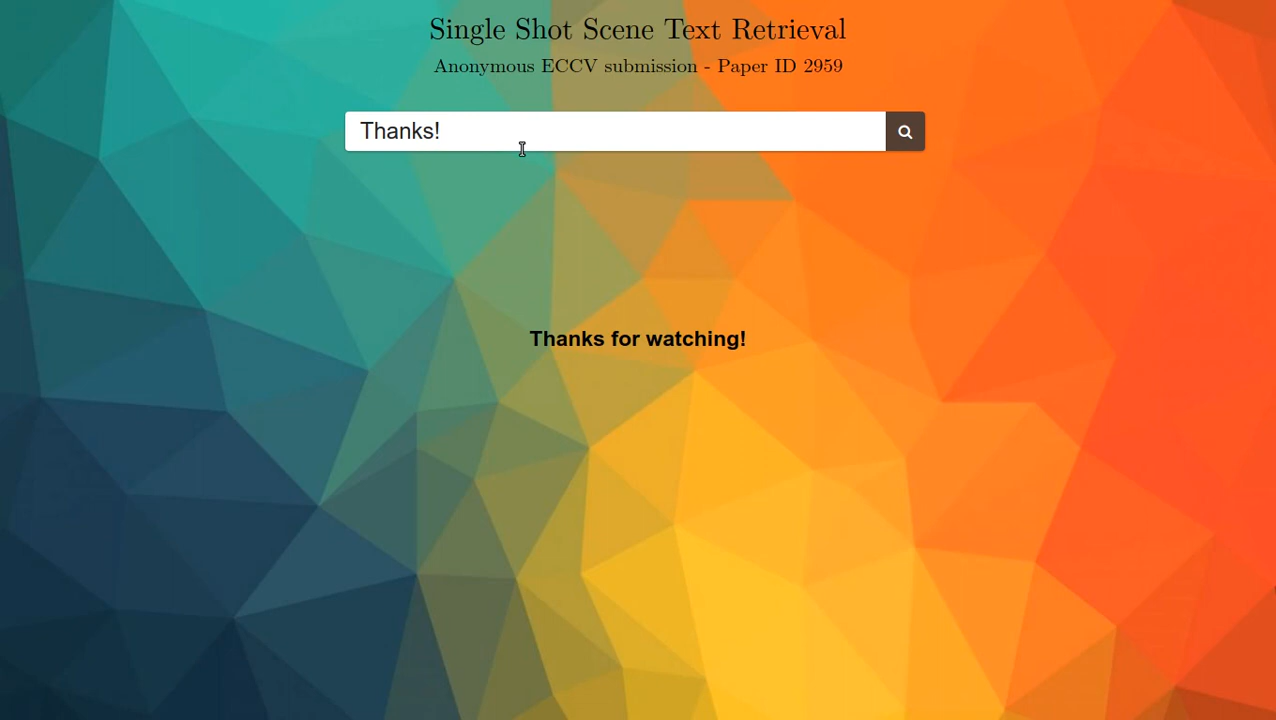 Single Shot Scene Text Retrieval
Anonymous ECCV submission - Paper ID 2959
Thanks!
Thanks for watching!